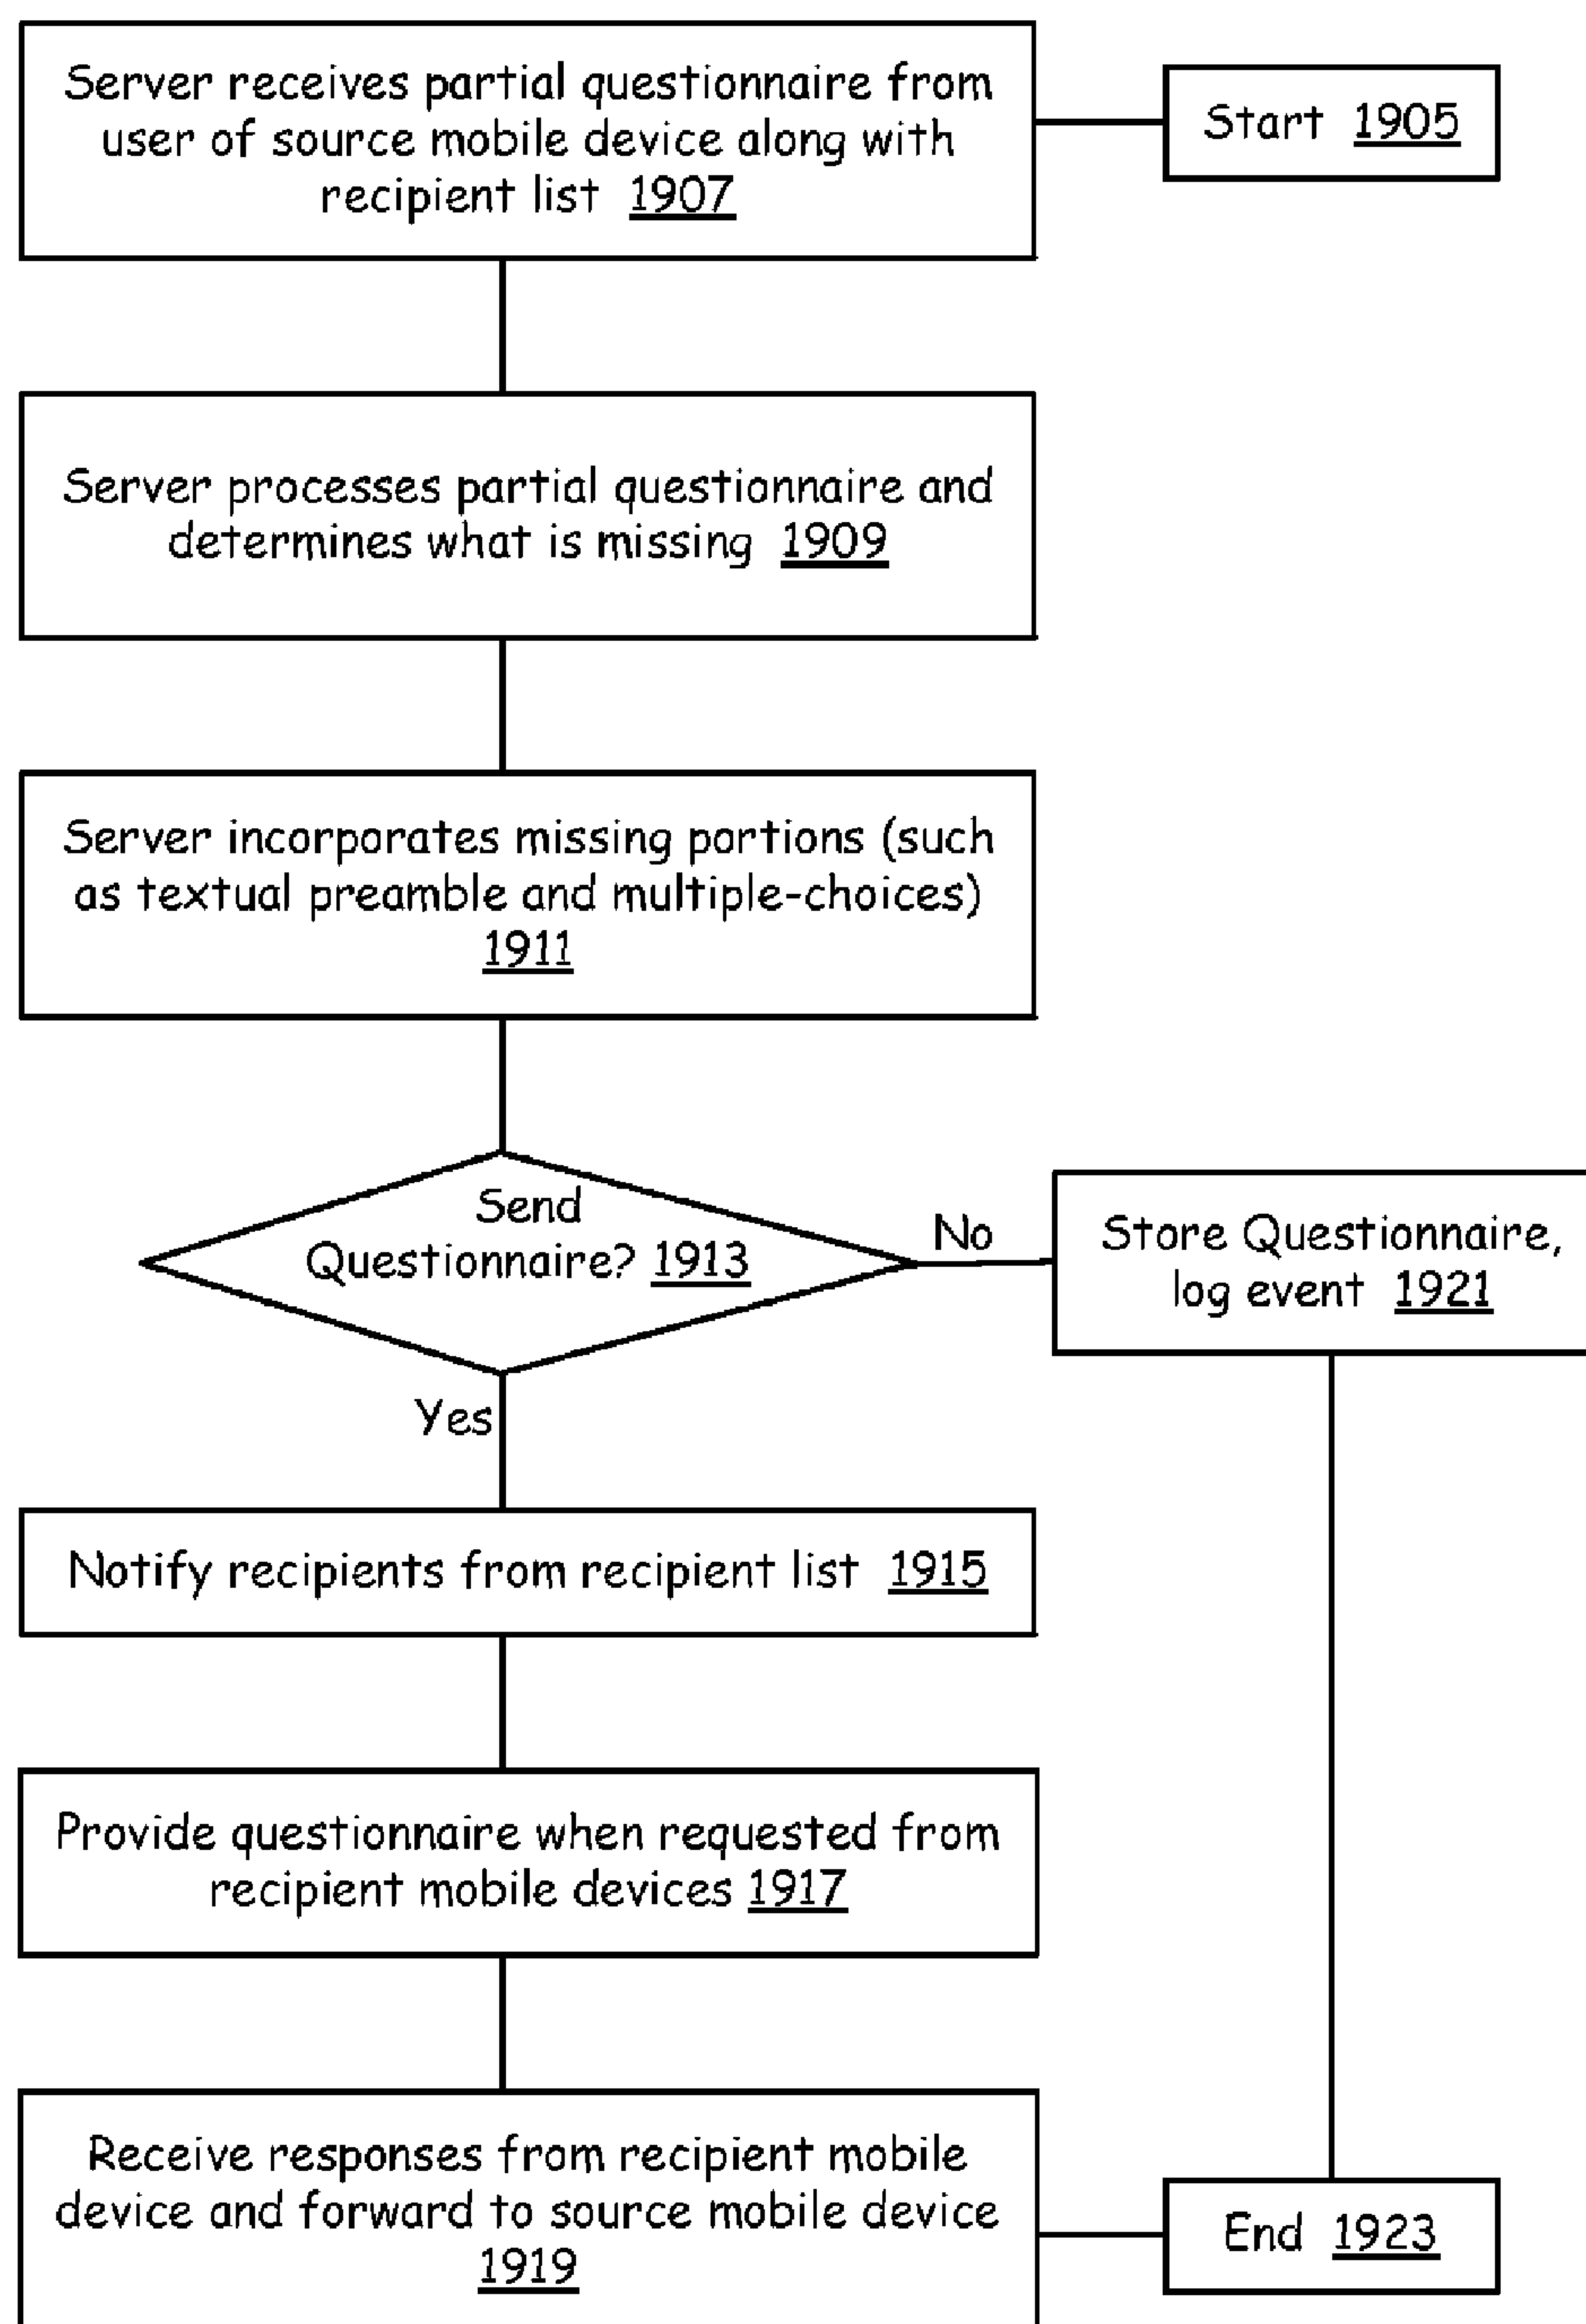 Server receives partial questionnaire from
user of source mobile device along with
recipient list 1907
Start 1905
Server processes partial questionnaire and
determines what is missing 1909
Server incorporates missing portions (such
as textual preamble and multiple-choices)
1911
Send
Questionnaire? 1913
No
Store Questionnaire,
log event 1921
Yes
Notify recipients from recipient list 1915
Provide questionnaire when requested from
recipient mobile devices 1917
Receive responses from recipient mobile
device and forward to source mobile device
1919
End 1923